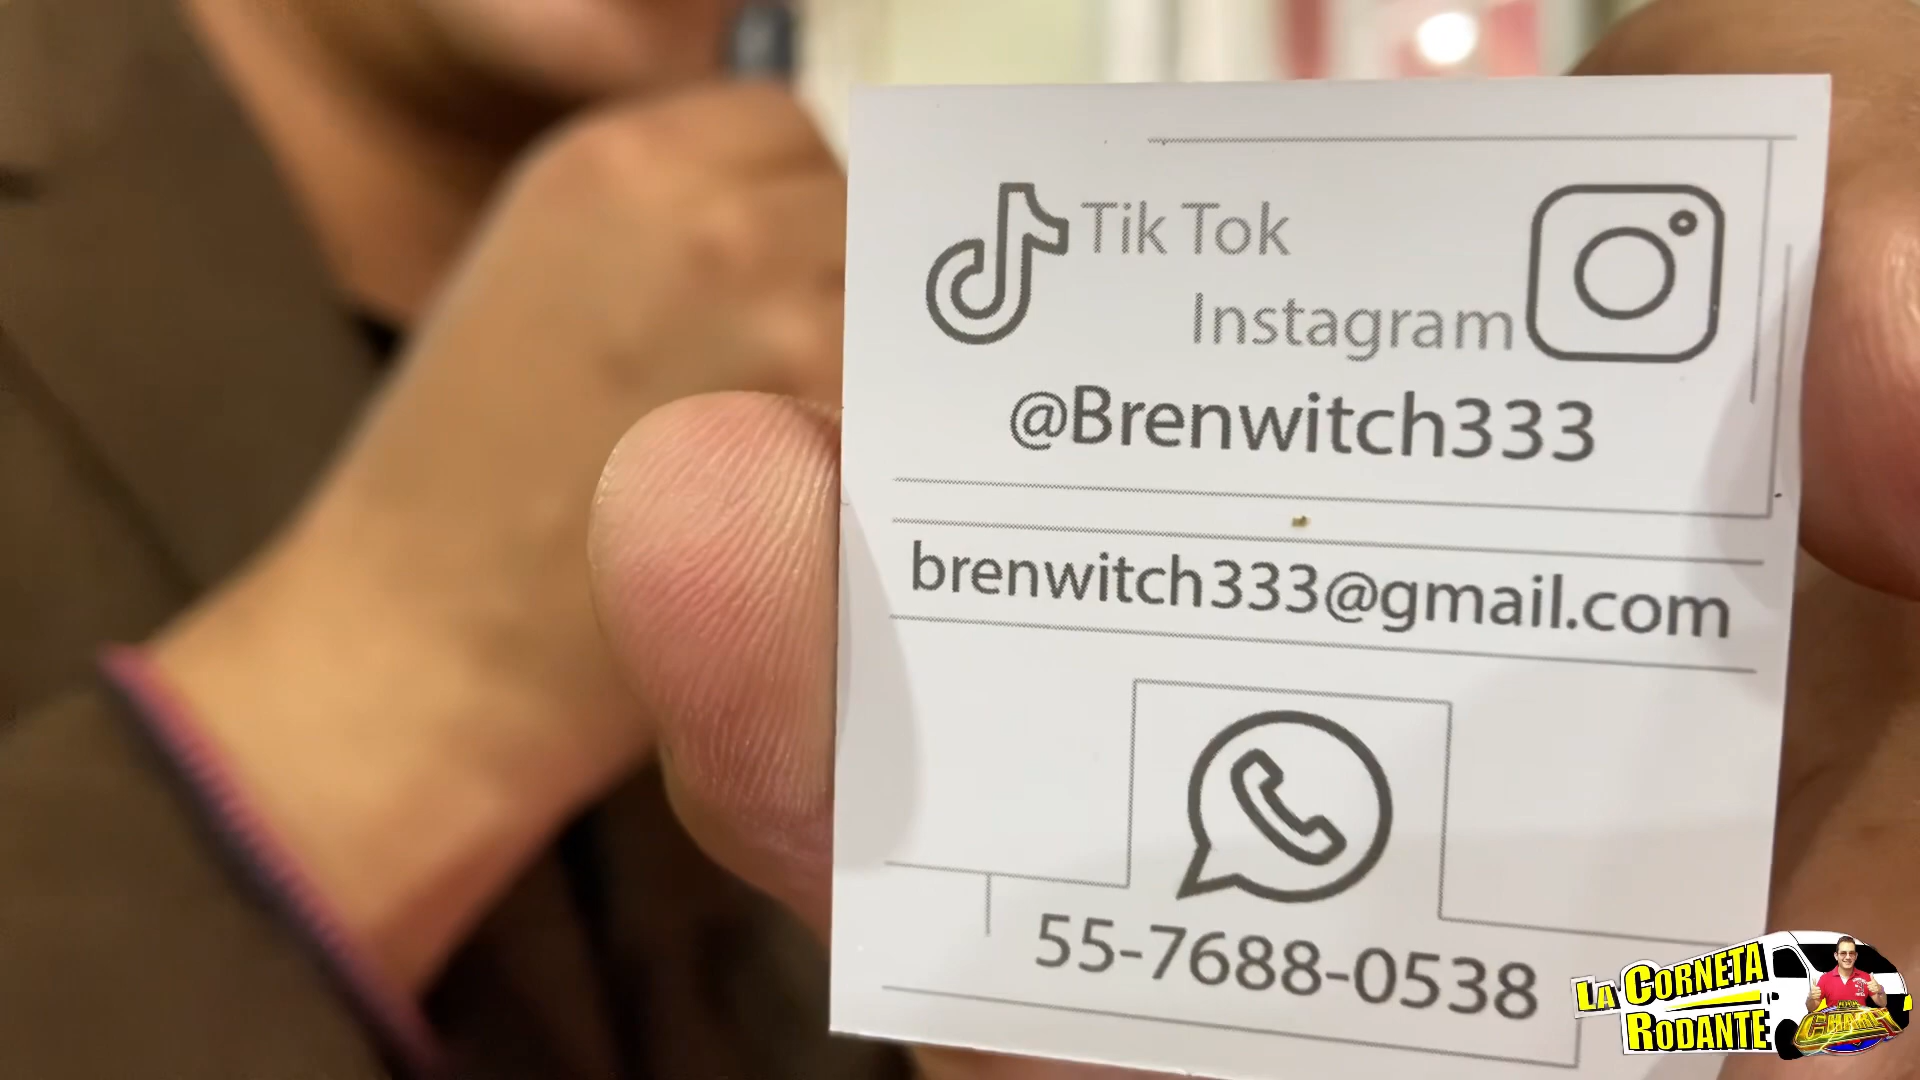 Tik Tok
Instagram
@Brenwitch333
brenwitch333@gmail.com
55-7688-0538
LA CORNETA
RODANTE